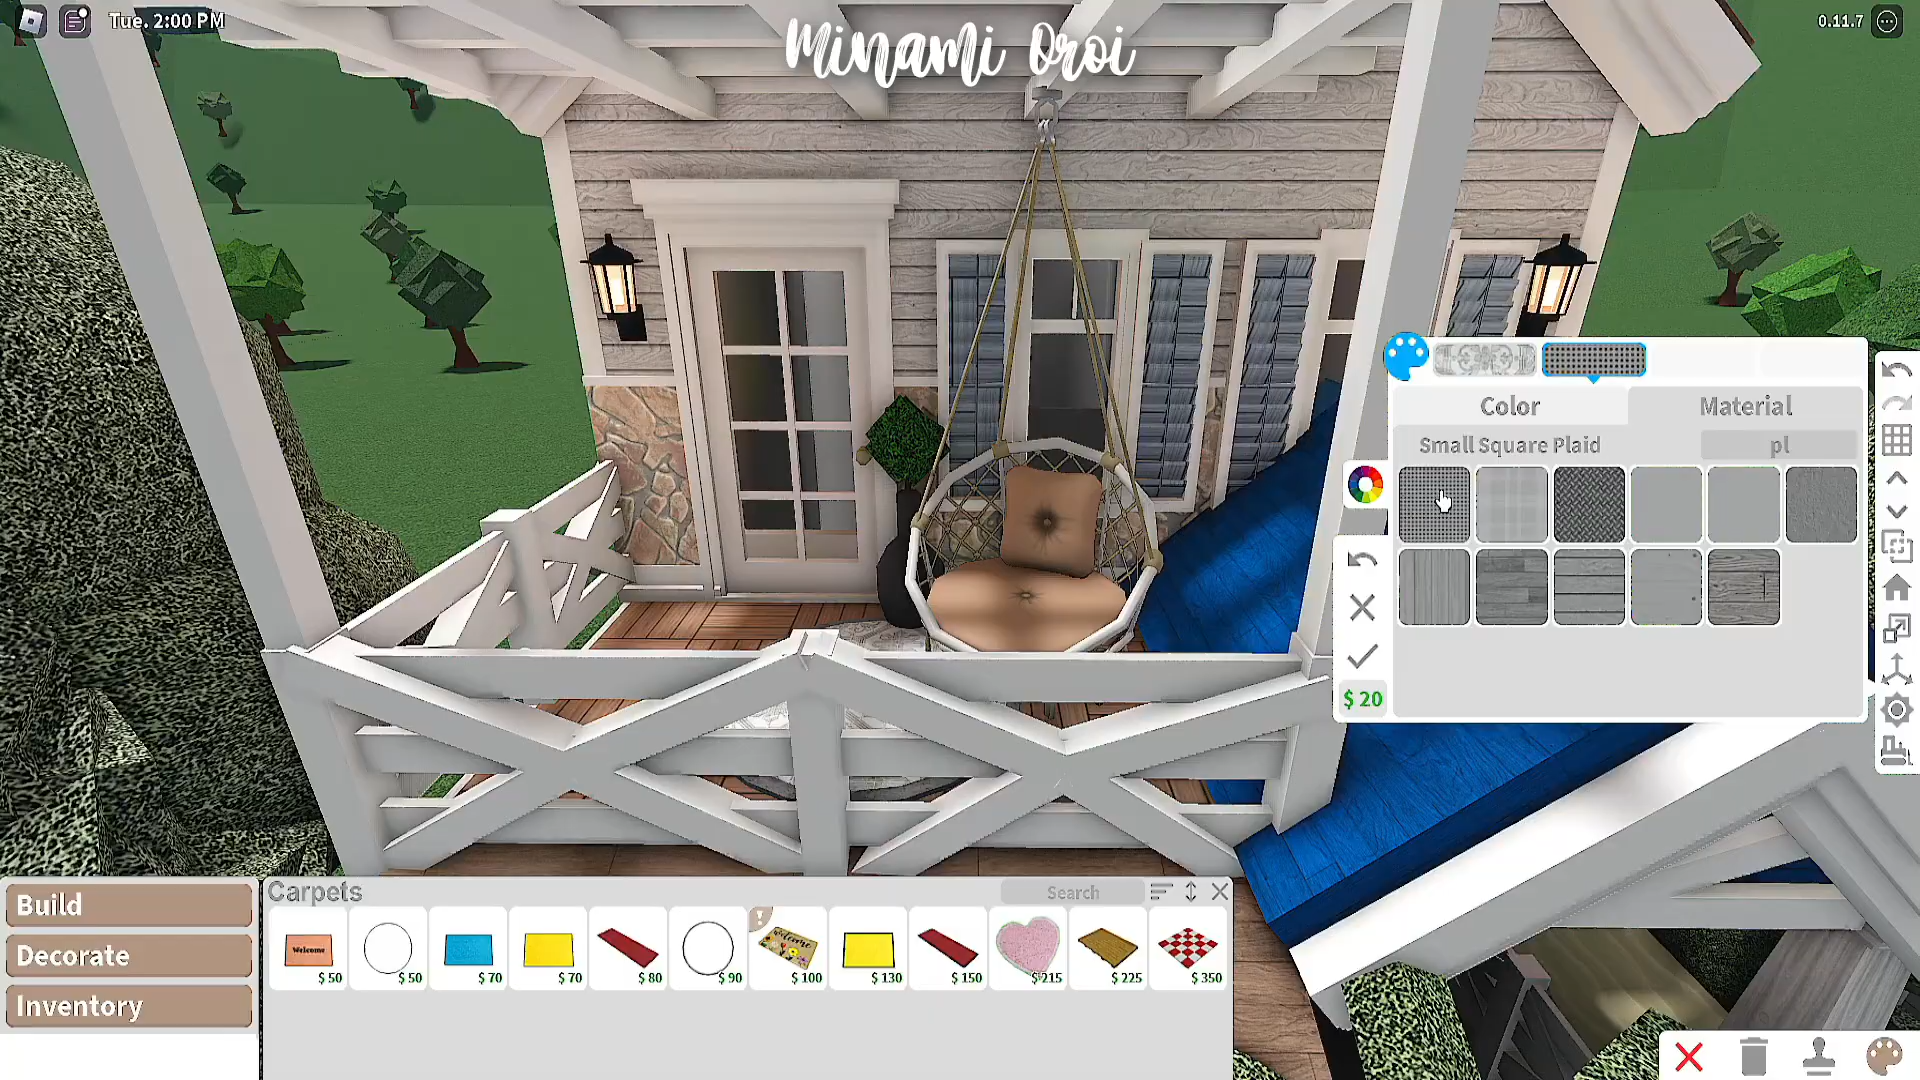 Tue. 2:00 PM
Minami Oroi
0.11.7
Color
Material
Small Square Plaid
pl
$ 20
Build
Decorate
Inventory
Carpets
Search
Welcome
welcome
$ 50
$ 50
$ 70
$ 70
$ 80
$ 90
$ 100
$ 130
$ 150
$ 215
$ 225
$ 350